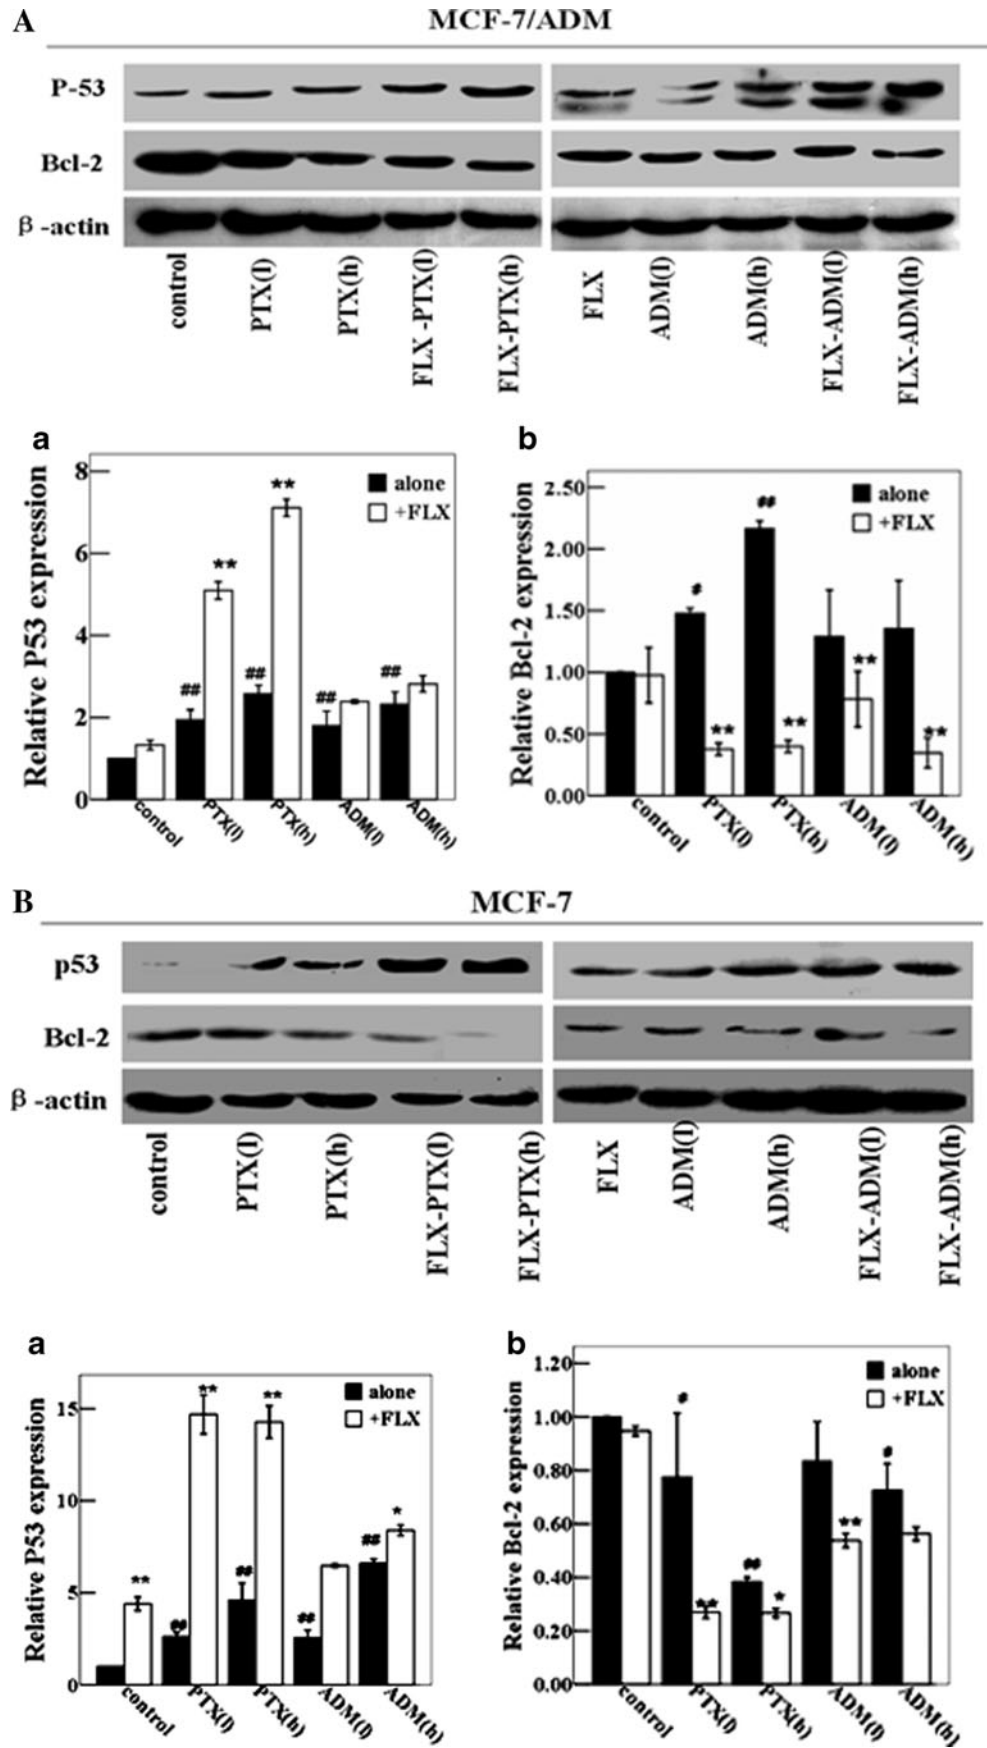 A
MCF-7/ADM
P-53
Bcl-2
β -actin
control
PTX(l)
PTX(h)
FLX -PTX(l)
FLX-PTX(h)
FLX
ADM(l)
ADM(h)
FLX-ADM(l)
FLX-ADM(h)
a
Relative P53 expression
8
6
4
2
0
alone
+FLX
##
**
##
**
##
##
control
PTX(l)
PTX(h)
ADM(l)
ADM(h)
b
Relative Bcl-2 expression
2.50
2.00
1.50
1.00
0.50
0.00
alone
+FLX
#
**
##
**
**
**
control
PTX(l)
PTX(h)
ADM(l)
ADM(h)
B
MCF-7
p53
Bcl-2
β -actin
control
PTX(l)
PTX(h)
FLX-PTX(l)
FLX-PTX(h)
FLX
ADM(l)
ADM(h)
FLX-ADM(l)
FLX-ADM(h)
a
Relative P53 expression
15
10
5
0
alone
+FLX
**
##
**
##
**
##
##
*
control
PTX(l)
PTX(h)
ADM(l)
ADM(h)
b
Relative Bcl-2 expression
1.20
1.00
0.80
0.60
0.40
0.20
0.00
alone
+FLX
#
**
##
*
**
#
control
PTX(l)
PTX(h)
ADM(l)
ADM(h)